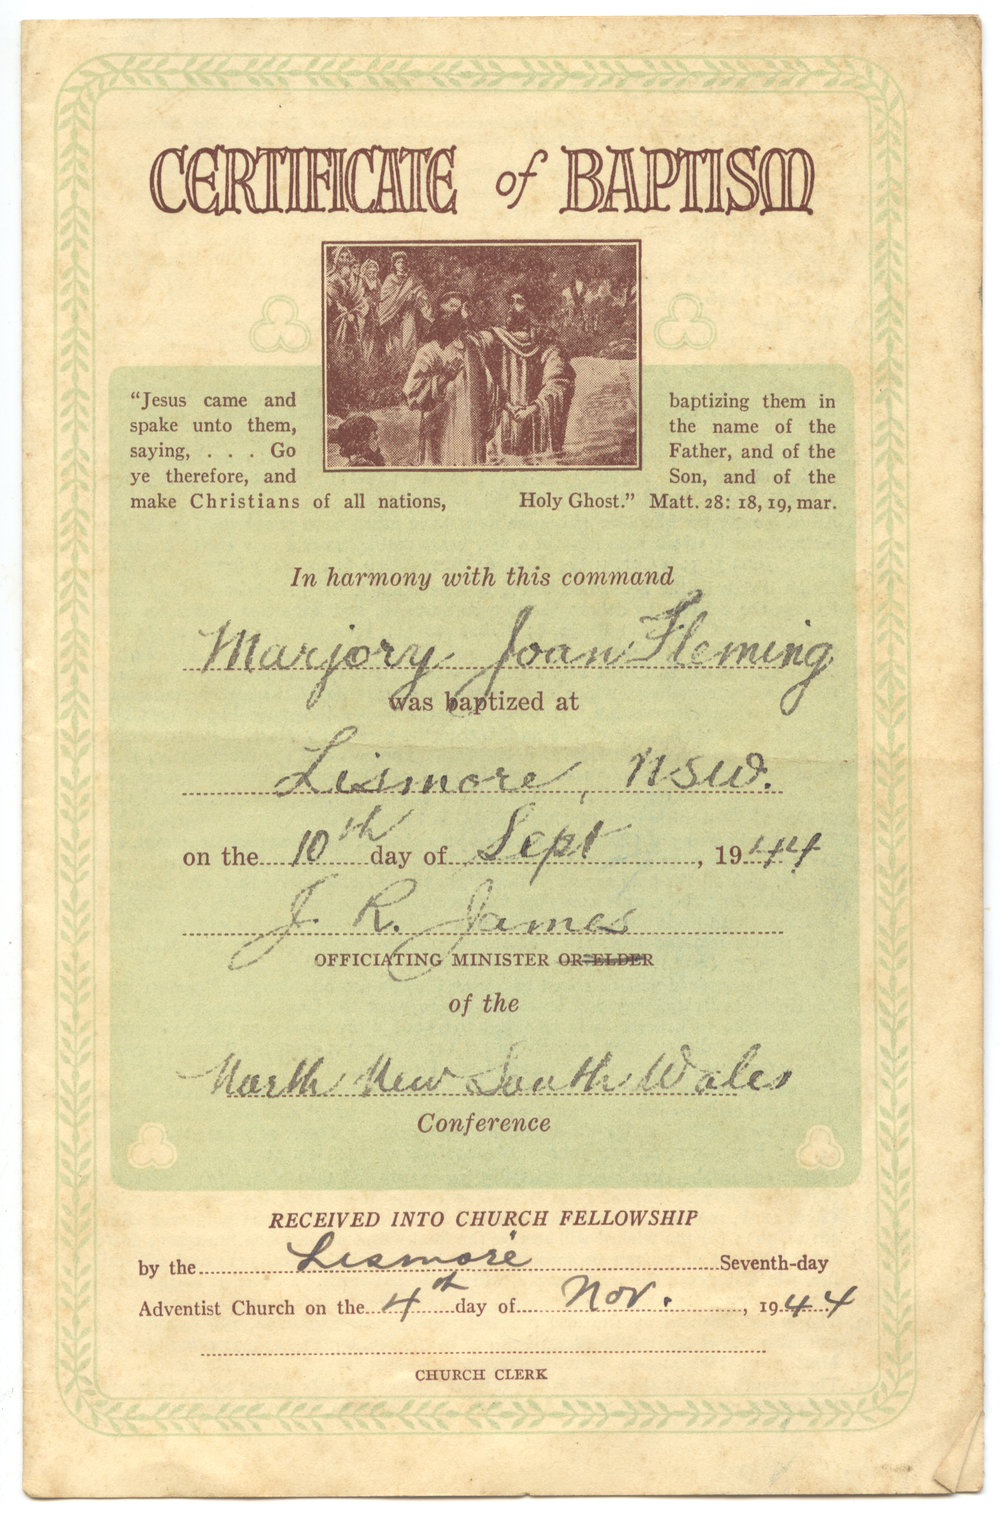 CERTIFICATE of BAPTISM
"Jesus came and
spake unto them,
saying, . . . Go
ye therefore, and
make Christians of all nations,
baptizing them in
the name of the
Father, and of the
Son, and of the
Holy Ghost." Matt. 28: 18, 19, mar.
In harmony with this command
Marjory Joan Fleming
was baptized at
Lismore, NSW.
on the 10th day of Sept, 1944
J. R. James
OFFICIATING MINISTER OR ELDER
of the
North New South Wales
Conference
RECEIVED INTO CHURCH FELLOWSHIP
by the Lismore Seventh-day
Adventist Church on the 4th day of Nov., 1944
CHURCH CLERK